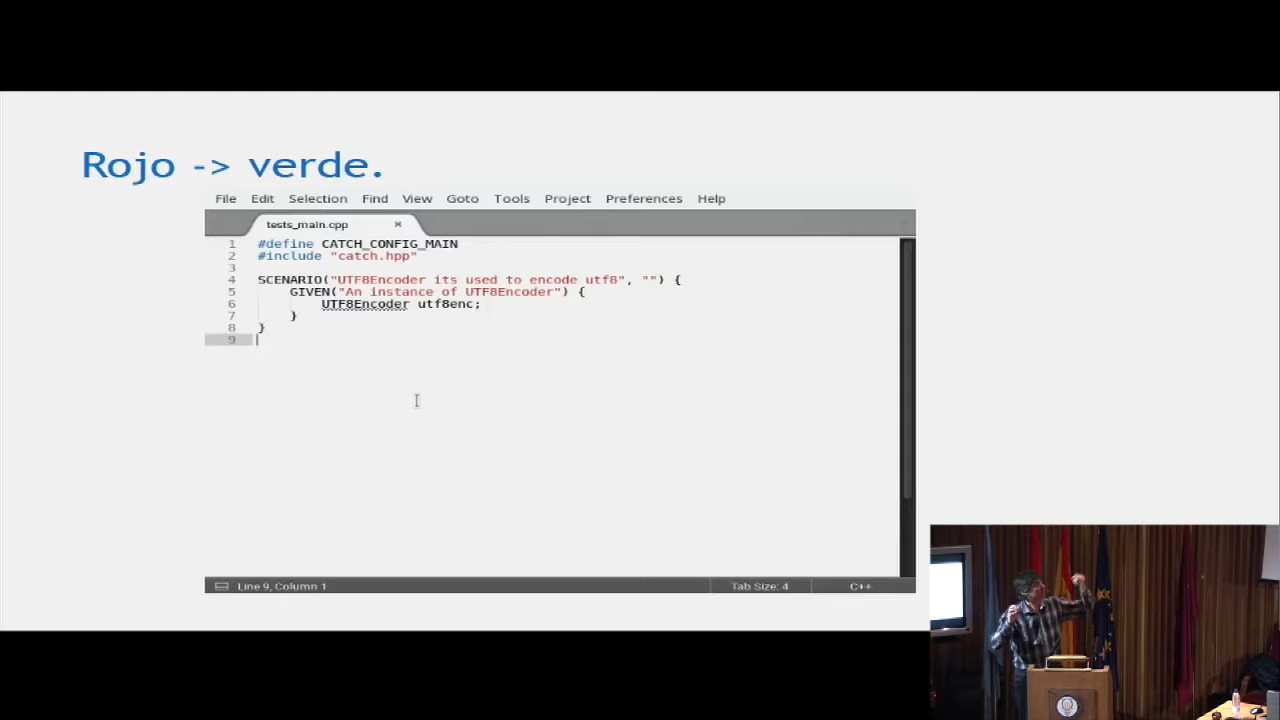 Rojo -> verde.
File Edit Selection Find View Goto Tools Project Preferences Help
tests_main.cpp ×
1 #define CATCH_CONFIG_MAIN
2 #include "catch.hpp"
3
4 SCENARIO("UTF8Encoder its used to encode utf8", "") {
5 GIVEN("An instance of UTF8Encoder") {
6 UTF8Encoder utf8enc;
7 }
8 }
9
Line 9, Column 1 Tab Size: 4 C++